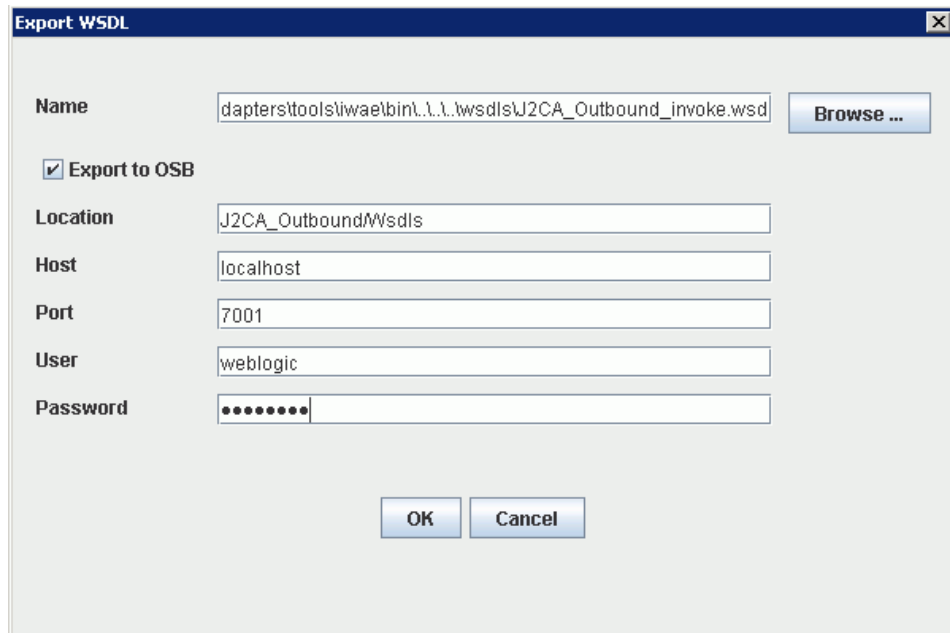 Export WSDL
Name
dapters\tools\iwae\bin\..\..\..\wsdls\J2CA_Outbound_invoke.wsd
Browse ...
Export to OSB
Location
J2CA_Outbound/Wsdls
Host
localhost
Port
7001
User
weblogic
Password
●●●●●●●●
OK
Cancel